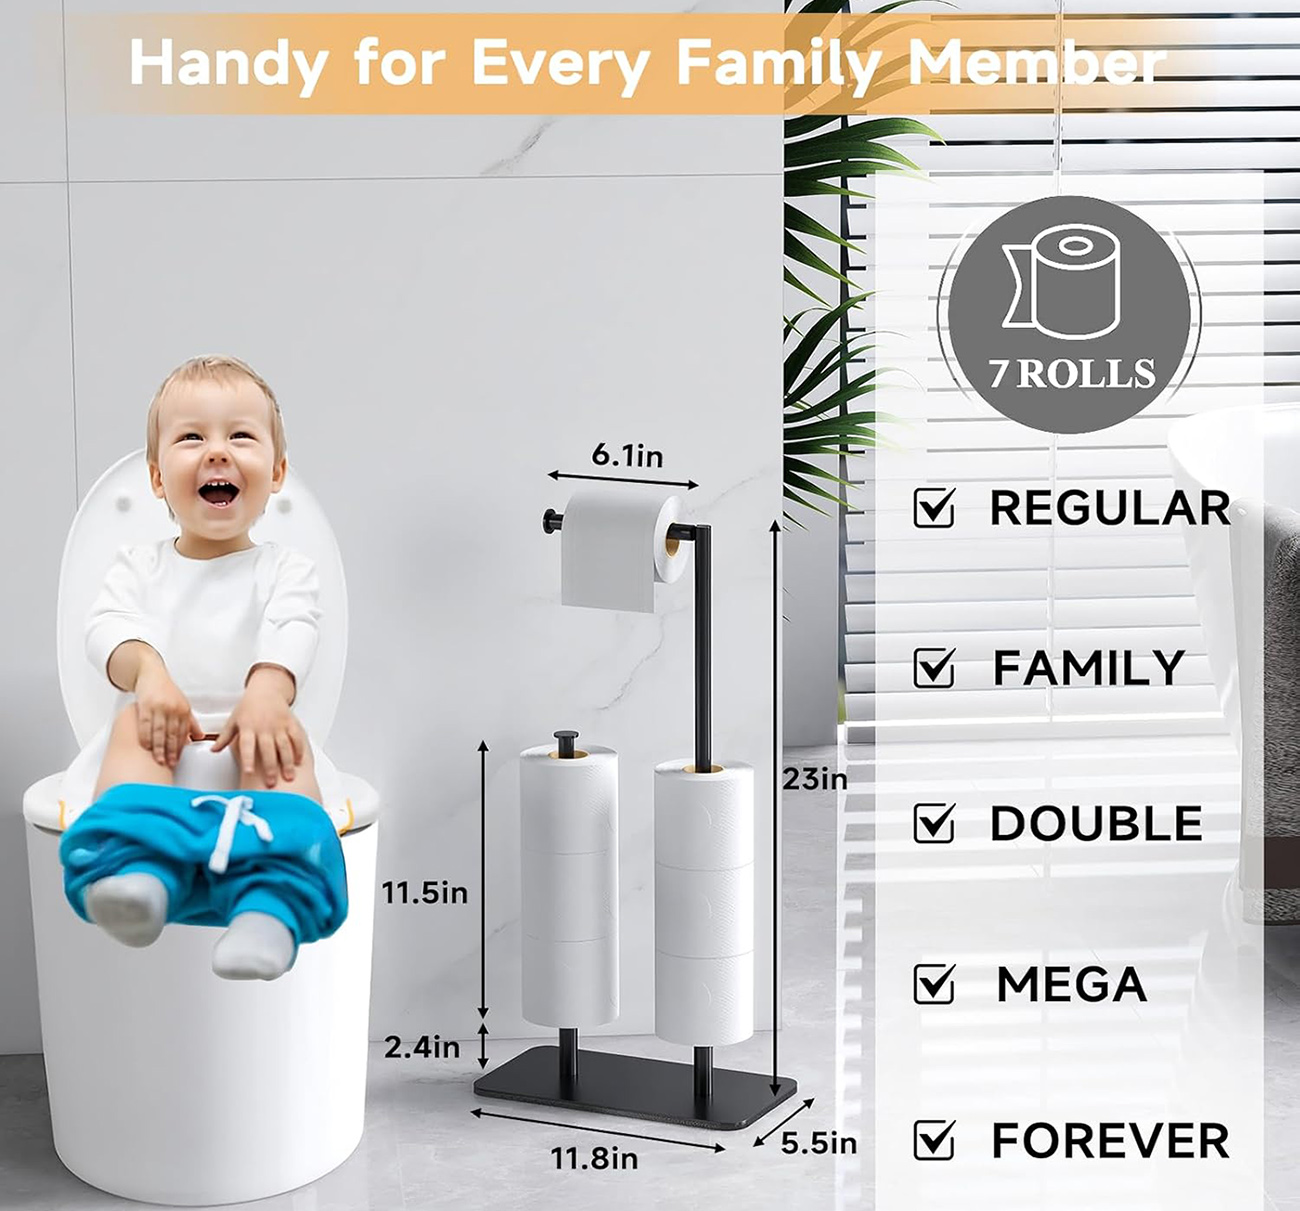 Handy for Every Family Member
7 ROLLS
6.1in
REGULAR
FAMILY
23in
DOUBLE
11.5in
MEGA
2.4in
FOREVER
5.5in
11.8in